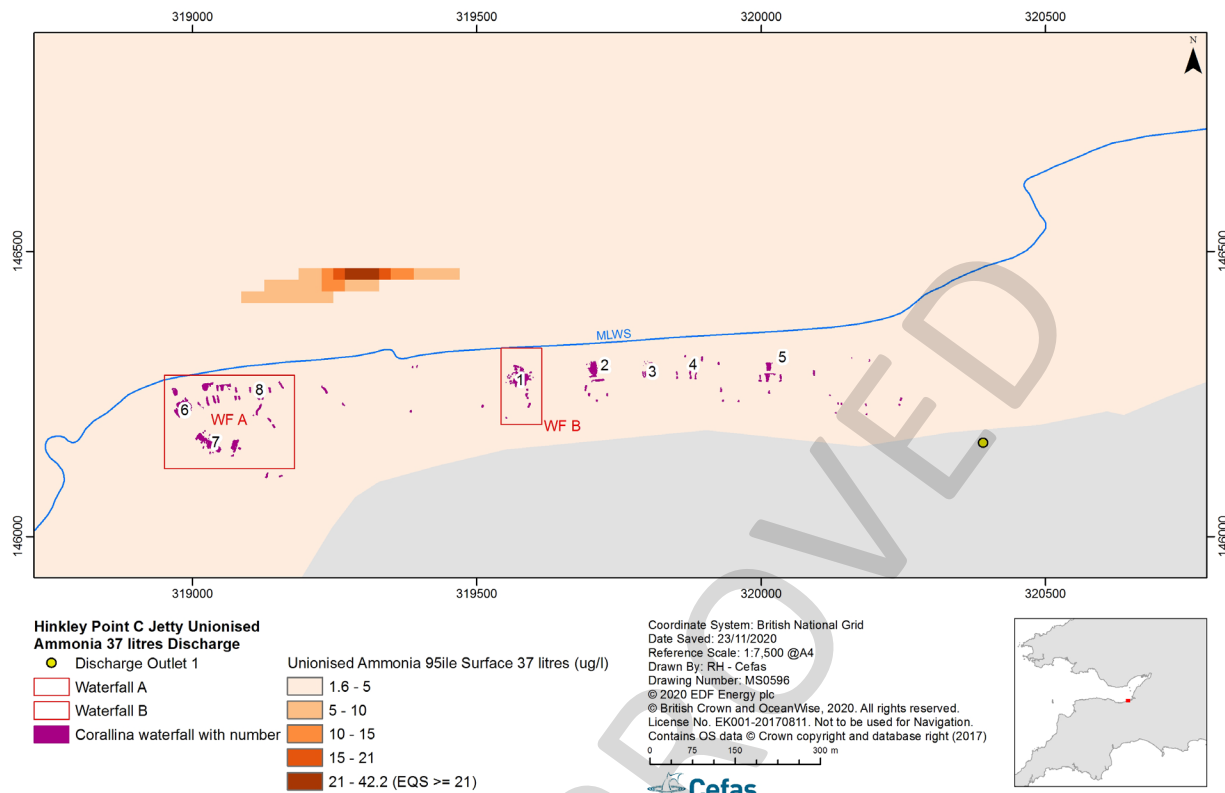 319000 319500 320000 320500
N
146500 146500
MLWS
1 2 3 4 5
6 7 8
WF A
WF B
146000 146000
319000 319500 320000 320500
Hinkley Point C Jetty Unionised
Ammonia 37 litres Discharge
Discharge Outlet 1
Waterfall A
Waterfall B
Corallina waterfall with number
Unionised Ammonia 95ile Surface 37 litres (ug/l)
1.6 - 5
5 - 10
10 - 15
15 - 21
21 - 42.2 (EQS >= 21)
Coordinate System: British National Grid
Date Saved: 23/11/2020
Reference Scale: 1:7,500 @A4
Drawn By: RH - Cefas
Drawing Number: MS0596
© 2020 EDF Energy plc
© British Crown and OceanWise, 2020. All rights reserved.
License No. EK001-20170811. Not to be used for Navigation.
Contains OS data © Crown copyright and database right (2017)
0 75 150 300 m
Cefas
ROVED